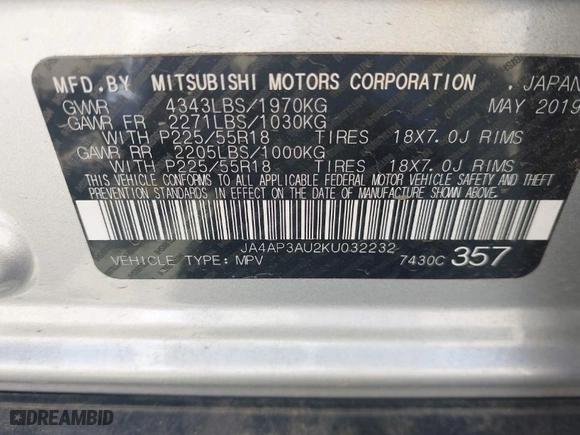 MFD. BY MITSUBISHI MOTORS CORPORATION . JAPAN
GVWR 4343LBS/1970KG MAY 2019
GAWR FR 2271LBS/1030KG
WITH P225/55R18 TIRES 18X7.0J RIMS
GAWR RR 2205LBS/1000KG
WITH P225/55R18 TIRES 18X7.0J RIMS
THIS VEHICLE CONFORMS TO ALL APPLICABLE FEDERAL MOTOR VEHICLE SAFETY AND THEFT
PREVENTION STANDARDS IN EFFECT ON THE DATE OF MANUFACTURE SHOWN ABOVE.
JA4AP3AU2KU032232
VEHICLE TYPE: MPV 7430C 357
DREAMBID